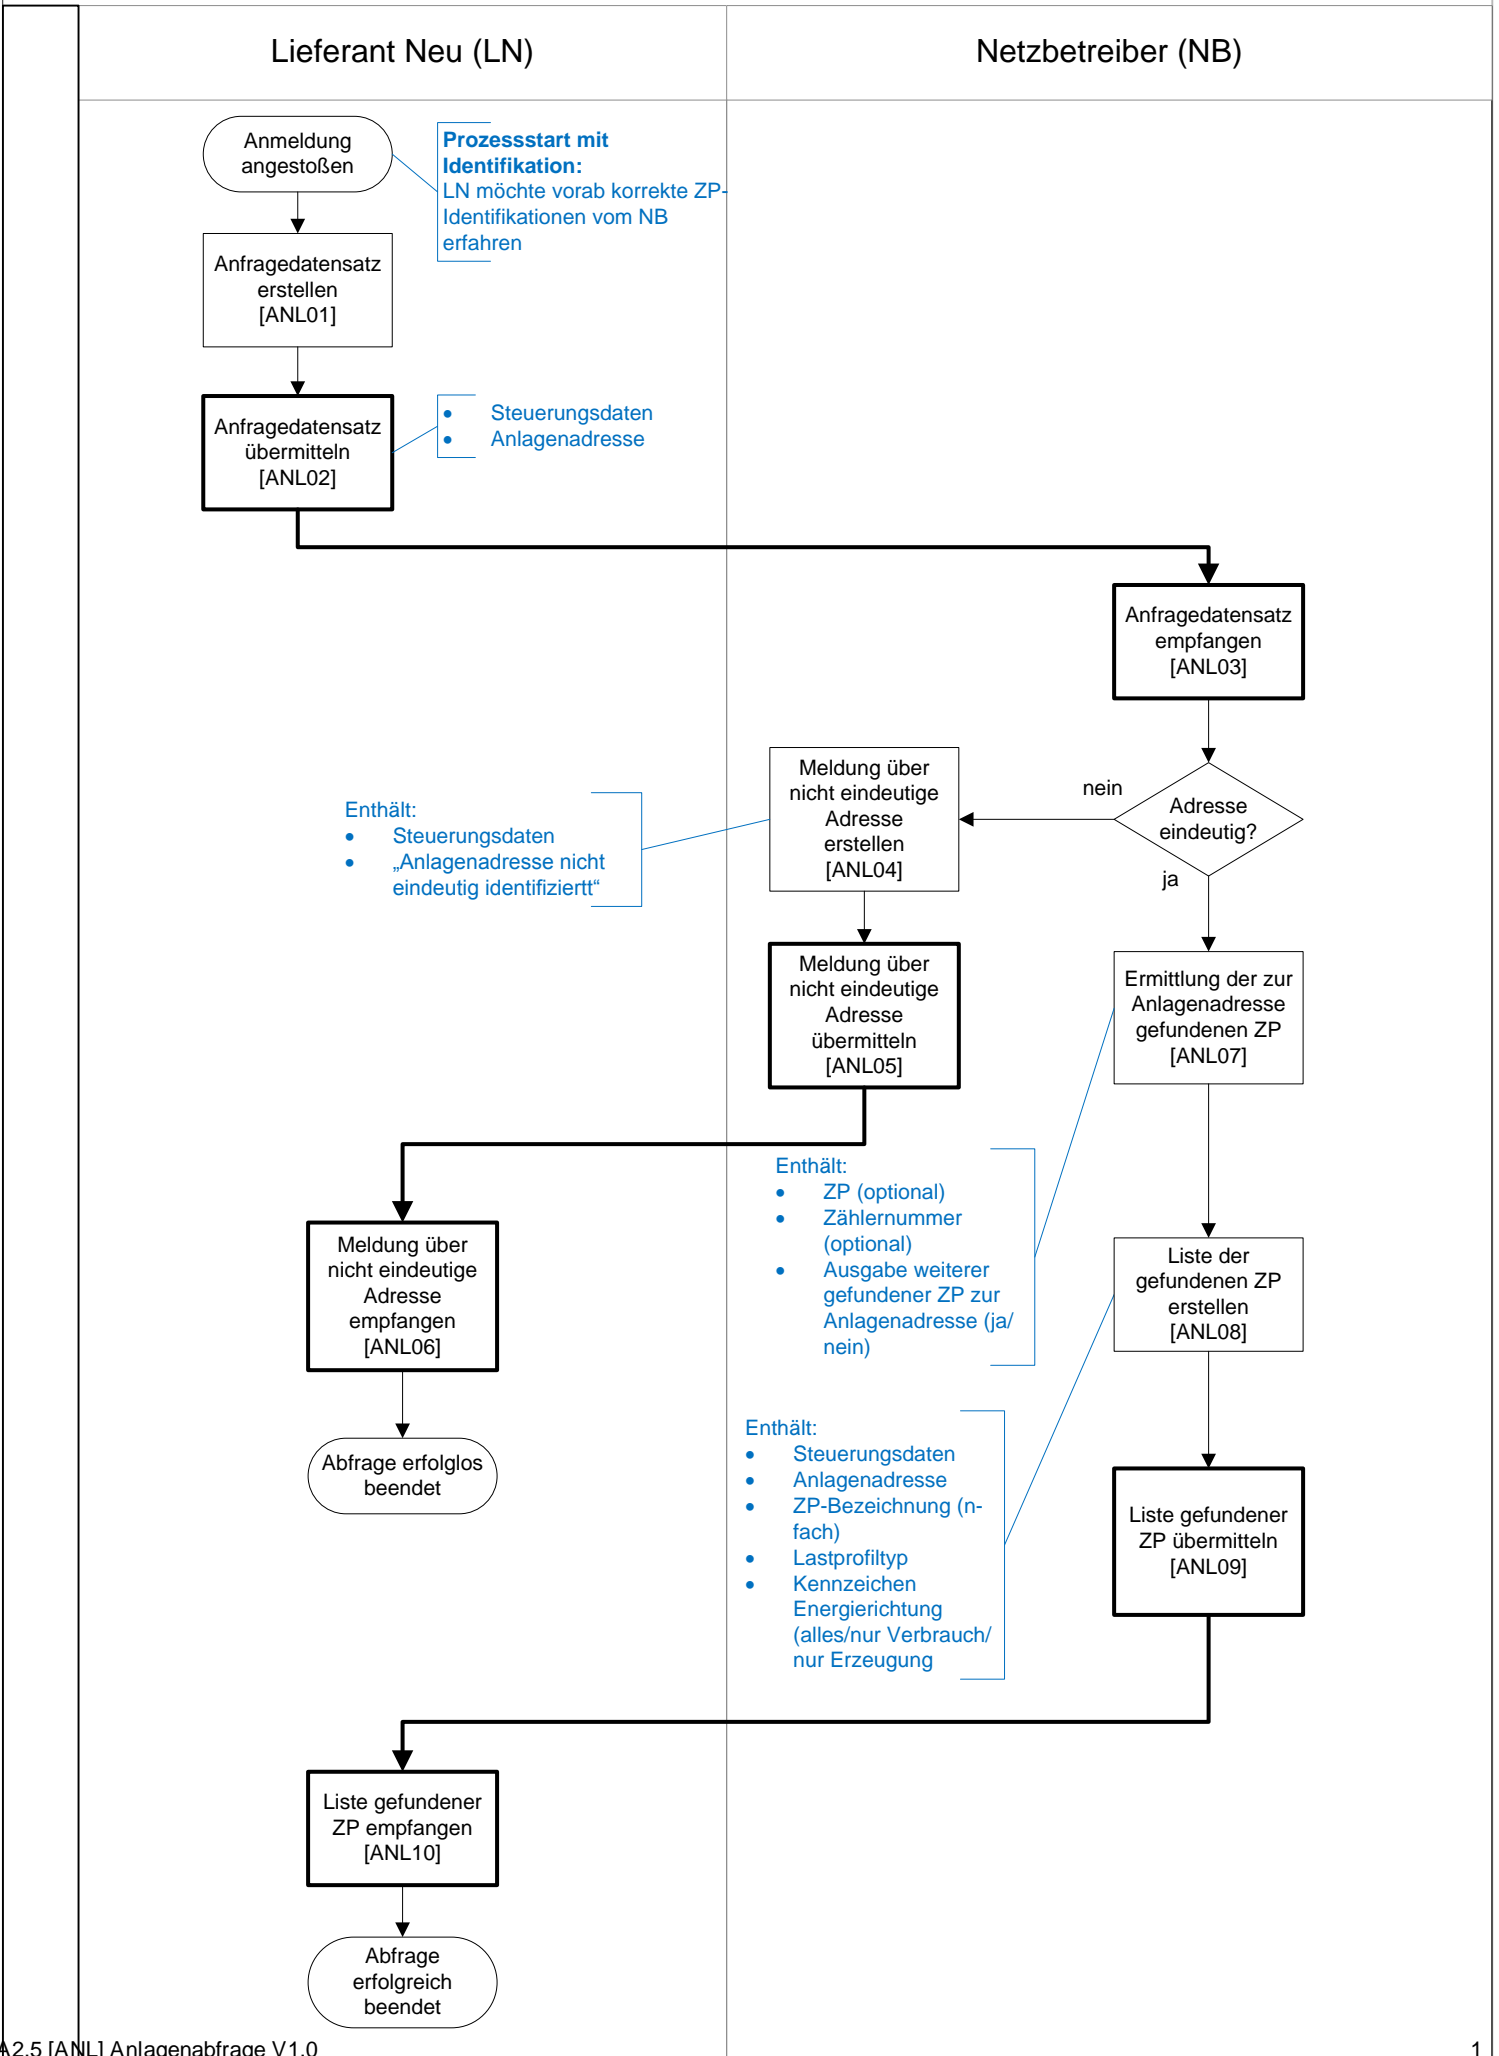 Lieferant Neu (LN)
Netzbetreiber (NB)
Anmeldung
angestoßen
Prozessstart mit
Identifikation:
LN möchte vorab korrekte ZP-
Identifikationen vom NB
erfahren
Anfragedatensatz
erstellen
[ANL01]
Anfragedatensatz
übermitteln
[ANL02]
• Steuerungsdaten
• Anlagenadresse
Anfragedatensatz
empfangen
[ANL03]
Adresse
eindeutig?
nein
ja
Meldung über
nicht eindeutige
Adresse
erstellen
[ANL04]
Enthält:
• Steuerungsdaten
• „Anlagenadresse nicht
eindeutig identifiziertt“
Meldung über
nicht eindeutige
Adresse
übermitteln
[ANL05]
Ermittlung der zur
Anlagenadresse
gefundenen ZP
[ANL07]
Enthält:
• ZP (optional)
• Zählernummer
(optional)
• Ausgabe weiterer
gefundener ZP zur
Anlagenadresse (ja/
nein)
Meldung über
nicht eindeutige
Adresse
empfangen
[ANL06]
Liste der
gefundenen ZP
erstellen
[ANL08]
Abfrage erfolglos
beendet
Enthält:
• Steuerungsdaten
• Anlagenadresse
• ZP-Bezeichnung (n-
fach)
• Lastprofiltyp
• Kennzeichen
Energierichtung
(alles/nur Verbrauch/
nur Erzeugung
Liste gefundener
ZP übermitteln
[ANL09]
Liste gefundener
ZP empfangen
[ANL10]
Abfrage
erfolgreich
beendet
A2.5 [ANL] Anlagenabfrage V1.0
1